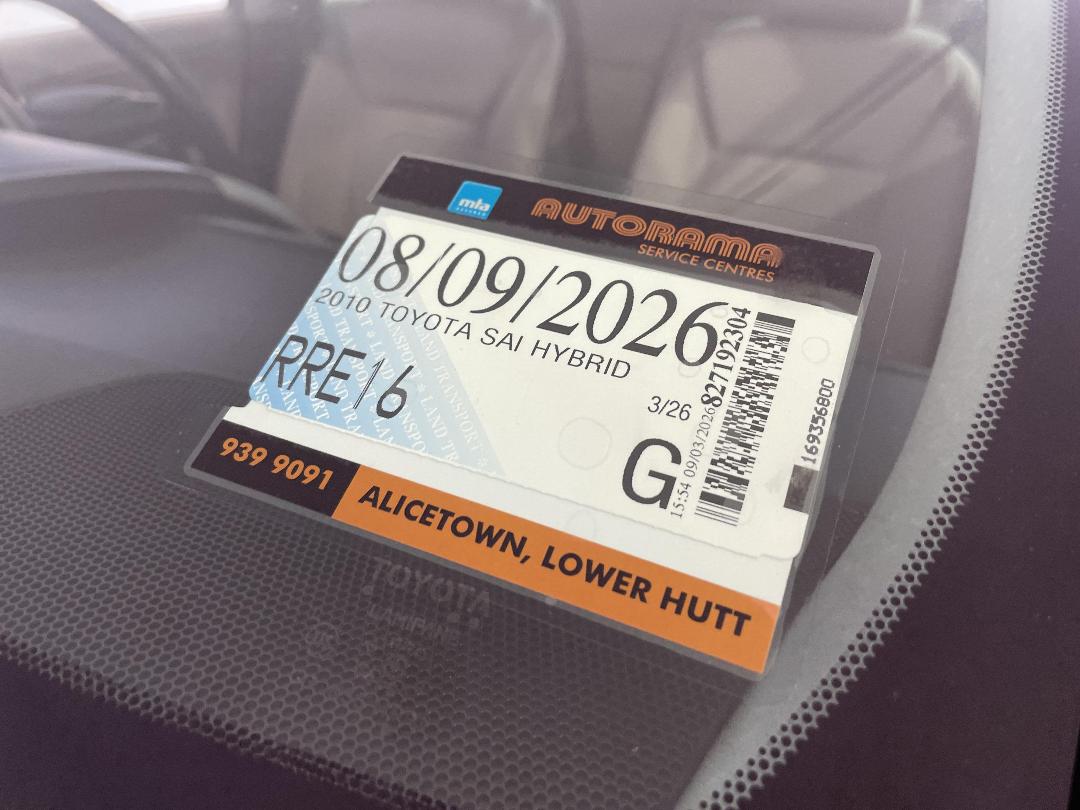 mta
AUTORAMA
SERVICE CENTRES
08/09/2026
2010 TOYOTA SAI HYBRID
RRE16
3/26
G
15:54 09/03/2026
827192304
169356800
939 9091
ALICETOWN, LOWER HUTT
TOYOTA